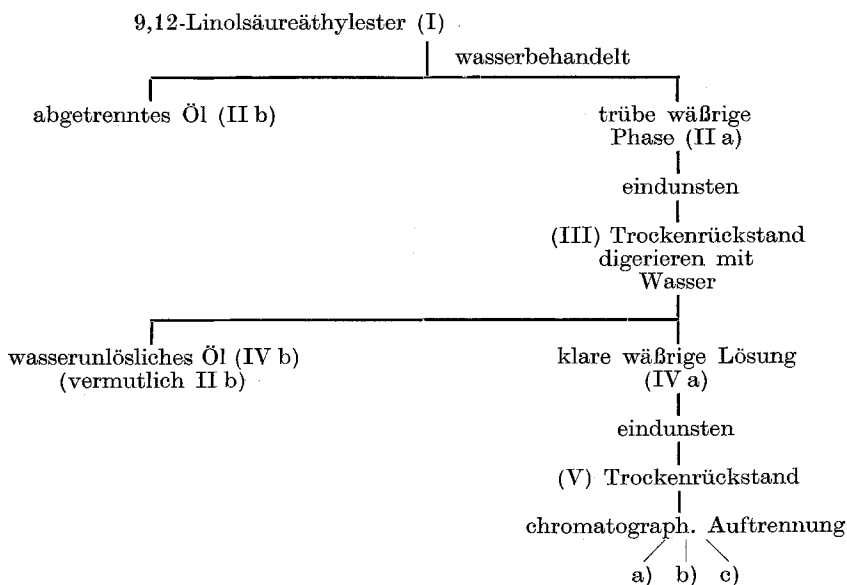 9,12-Linolsäureäthylester (I)
wasserbehandelt
abgetrenntes Öl (II b)
trübe wäßrige
Phase (II a)
eindunsten
(III) Trockenrückstand
digerieren mit
Wasser
wasserunlösliches Öl (IV b)
(vermutlich II b)
klare wäßrige Lösung
(IV a)
eindunsten
(V) Trockenrückstand
chromatograph. Auftrennung
a) b) c)